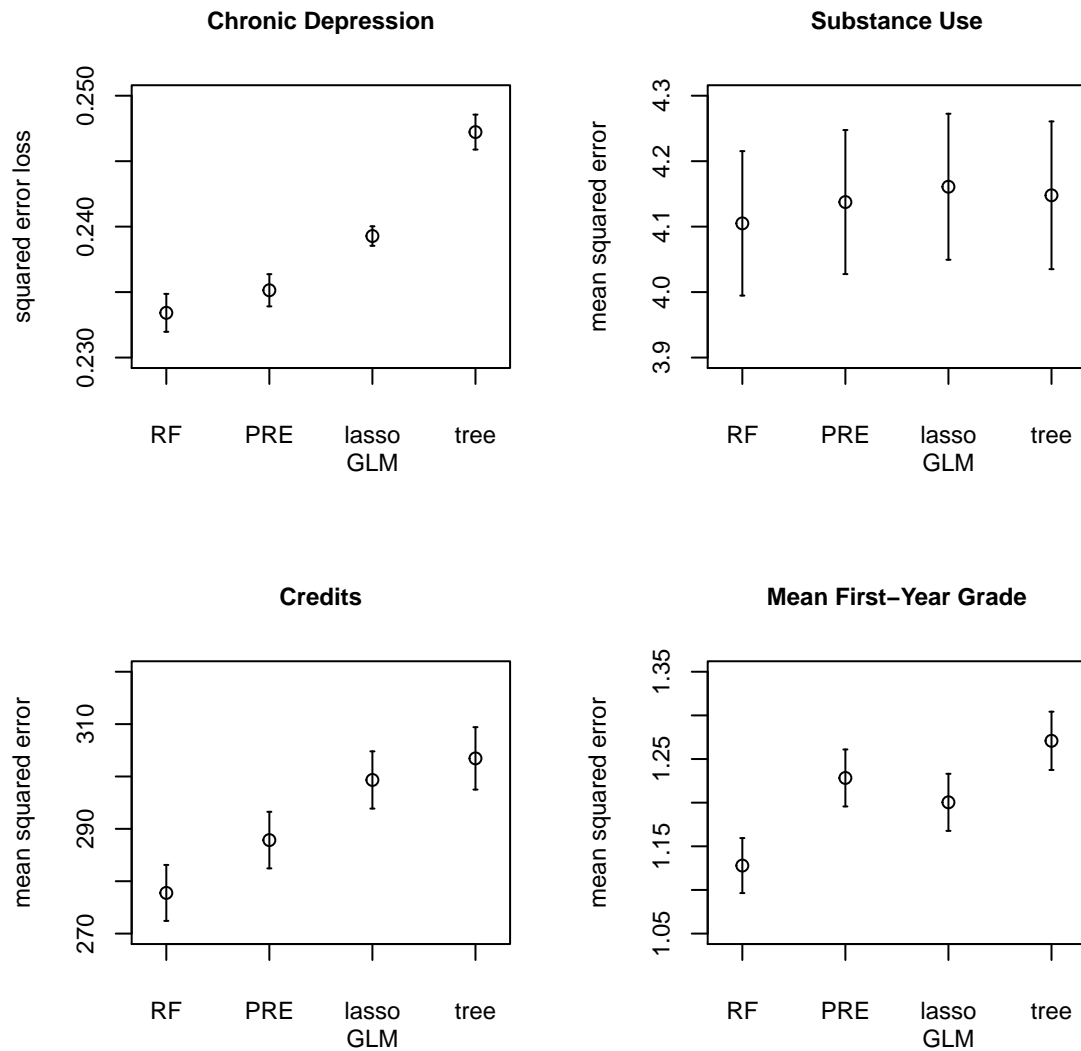 Chronic Depression
squared error loss
0.250
0.240
0.230
RF
PRE
lasso
GLM
tree
Substance Use
mean squared error
4.3
4.2
4.1
4.0
3.9
RF
PRE
lasso
GLM
tree
Credits
mean squared error
310
290
270
RF
PRE
lasso
GLM
tree
Mean First−Year Grade
mean squared error
1.35
1.25
1.15
1.05
RF
PRE
lasso
GLM
tree